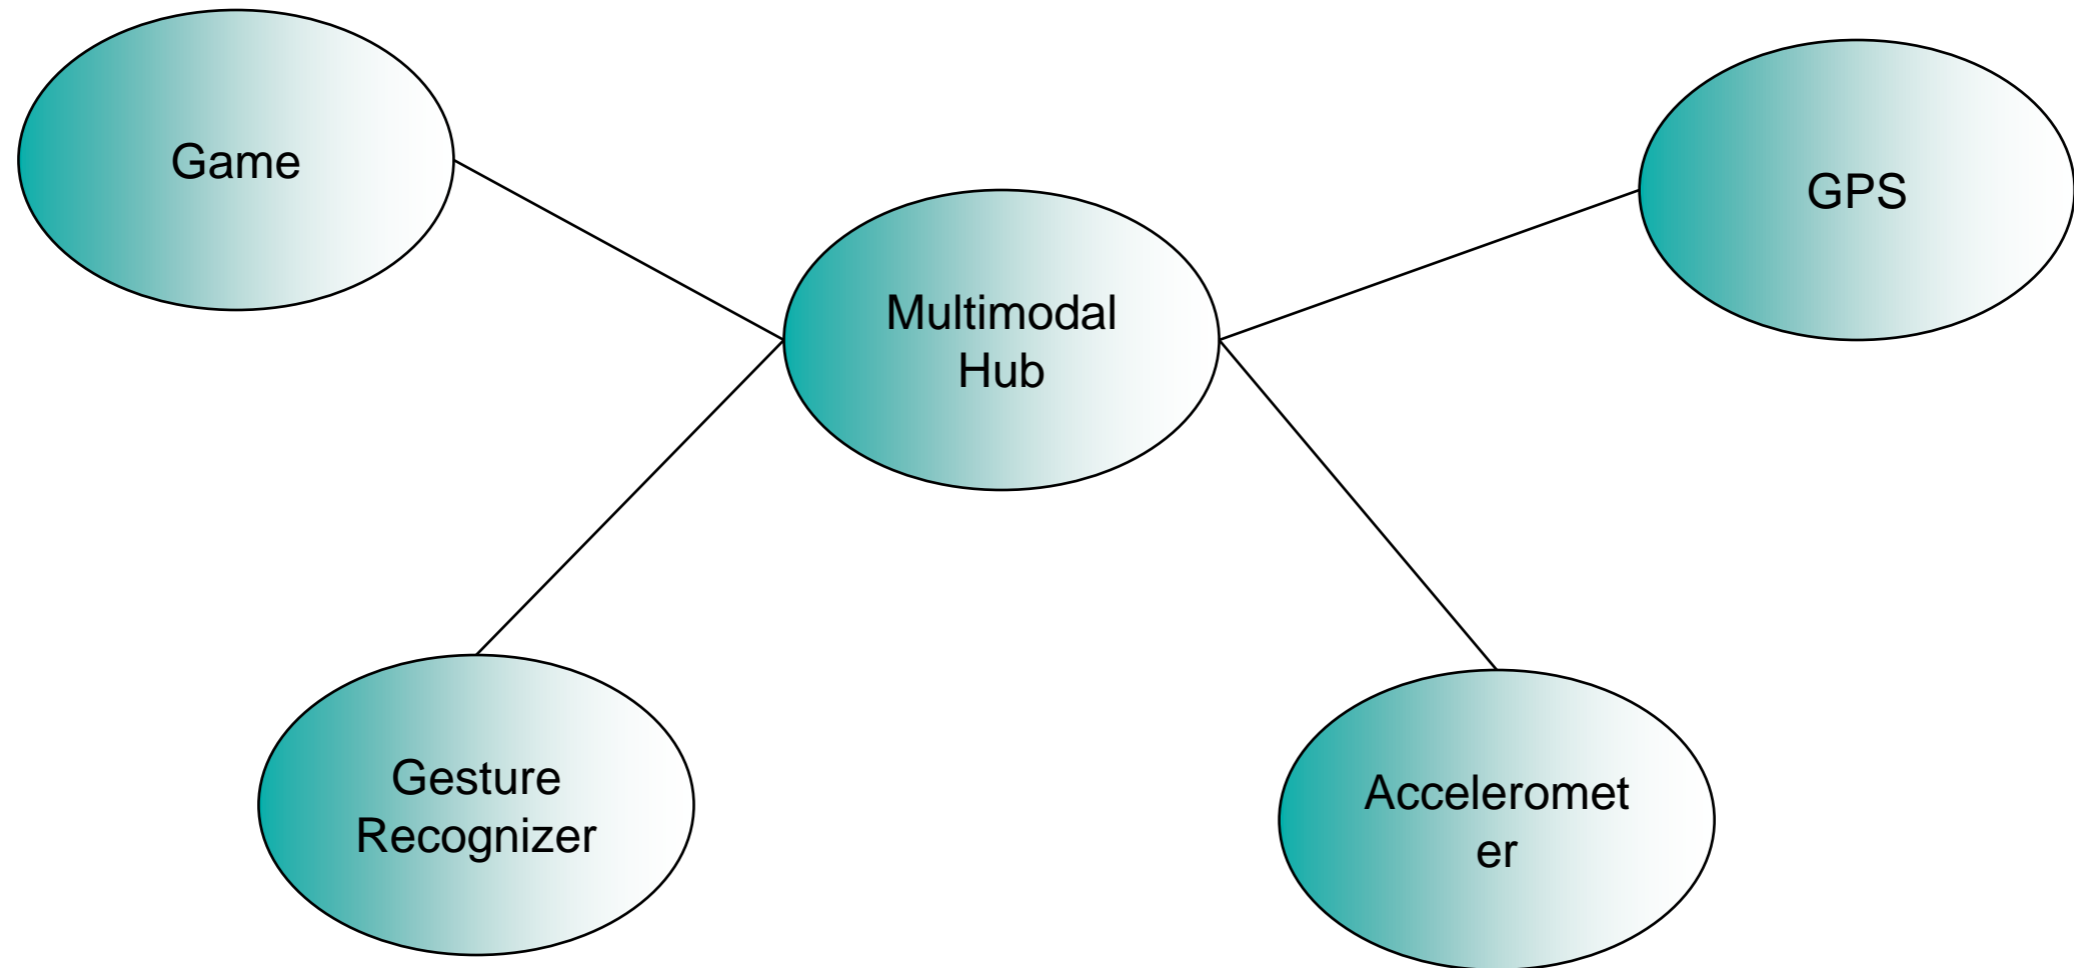 Game
GPS
Multimodal
Hub
Gesture
Recognizer
Acceleromet
er